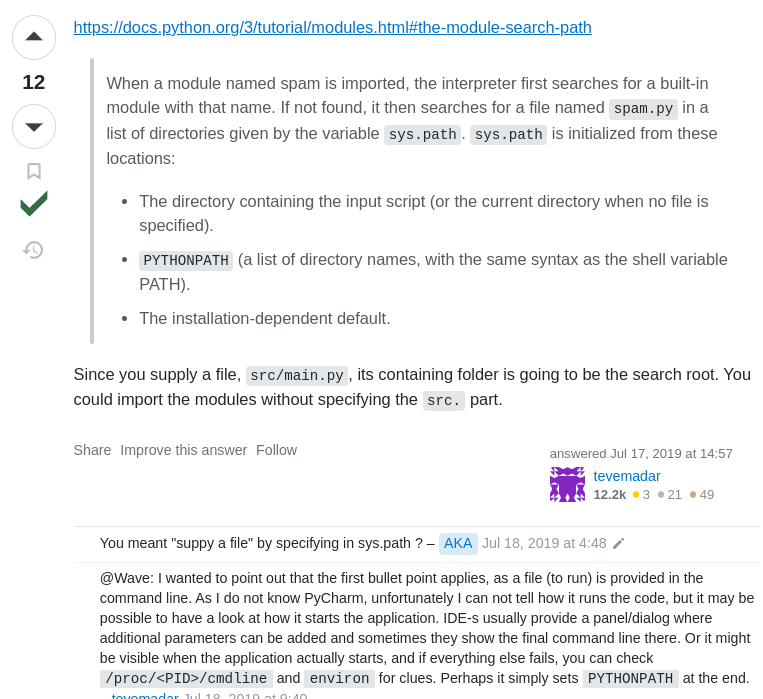 https://docs.python.org/3/tutorial/modules.html#the-module-search-path
12
When a module named spam is imported, the interpreter first searches for a built-in
module with that name. If not found, it then searches for a file named spam.py in a
list of directories given by the variable sys.path. sys.path is initialized from these
locations:
• The directory containing the input script (or the current directory when no file is
specified).
• PYTHONPATH (a list of directory names, with the same syntax as the shell variable
PATH).
• The installation-dependent default.
Since you supply a file, src/main.py, its containing folder is going to be the search root. You
could import the modules without specifying the src. part.
Share Improve this answer Follow
answered Jul 17, 2019 at 14:57
tevemadar
12.2k 3 21 49
You meant "suppy a file" by specifying in sys.path ? – AKA Jul 18, 2019 at 4:48
@Wave: I wanted to point out that the first bullet point applies, as a file (to run) is provided in the
command line. As I do not know PyCharm, unfortunately I can not tell how it runs the code, but it may be
possible to have a look at how it starts the application. IDE-s usually provide a panel/dialog where
additional parameters can be added and sometimes they show the final command line there. Or it might
be visible when the application actually starts, and if everything else fails, you can check
/proc/<PID>/cmdline and environ for clues. Perhaps it simply sets PYTHONPATH at the end.
– tevemadar Jul 18, 2019 at 9:40